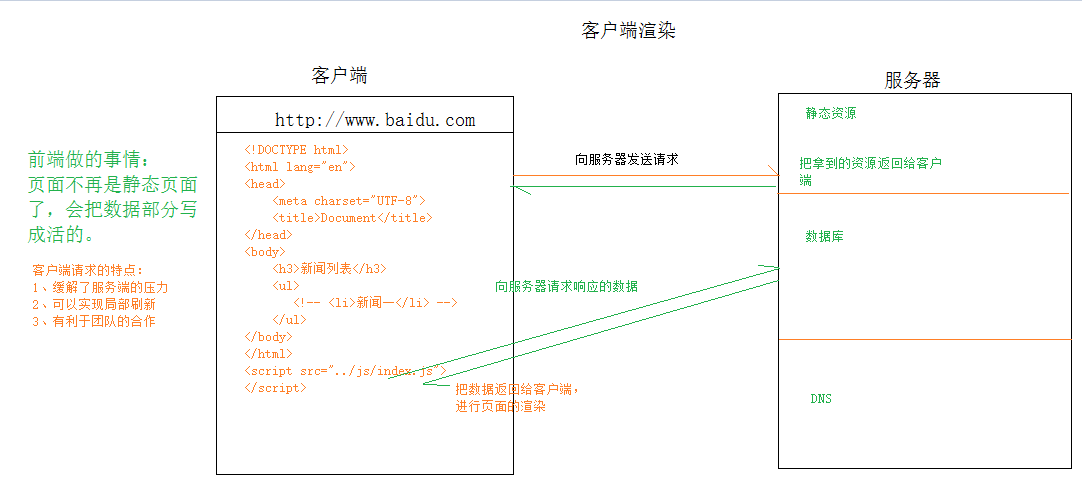 客户端渲染
客户端
服务器
http://www.baidu.com
<!DOCTYPE html>
<html lang="en">
<head>
<meta charset="UTF-8">
<title>Document</title>
</head>
<body>
<h3>新闻列表</h3>
<ul>
<!-- <li>新闻一</li> -->
</ul>
</body>
</html>
<script src="../js/index.js">
</script>
前端做的事情：
页面不再是静态页面
了，会把数据部分写
成活的。
客户端请求的特点：
1、缓解了服务端的压力
2、可以实现局部刷新
3、有利于团队的合作
向服务器发送请求
向服务器请求响应的数据
把数据返回给客户端，
进行页面的渲染
静态资源
把拿到的资源返回给客户
端
数据库
DNS